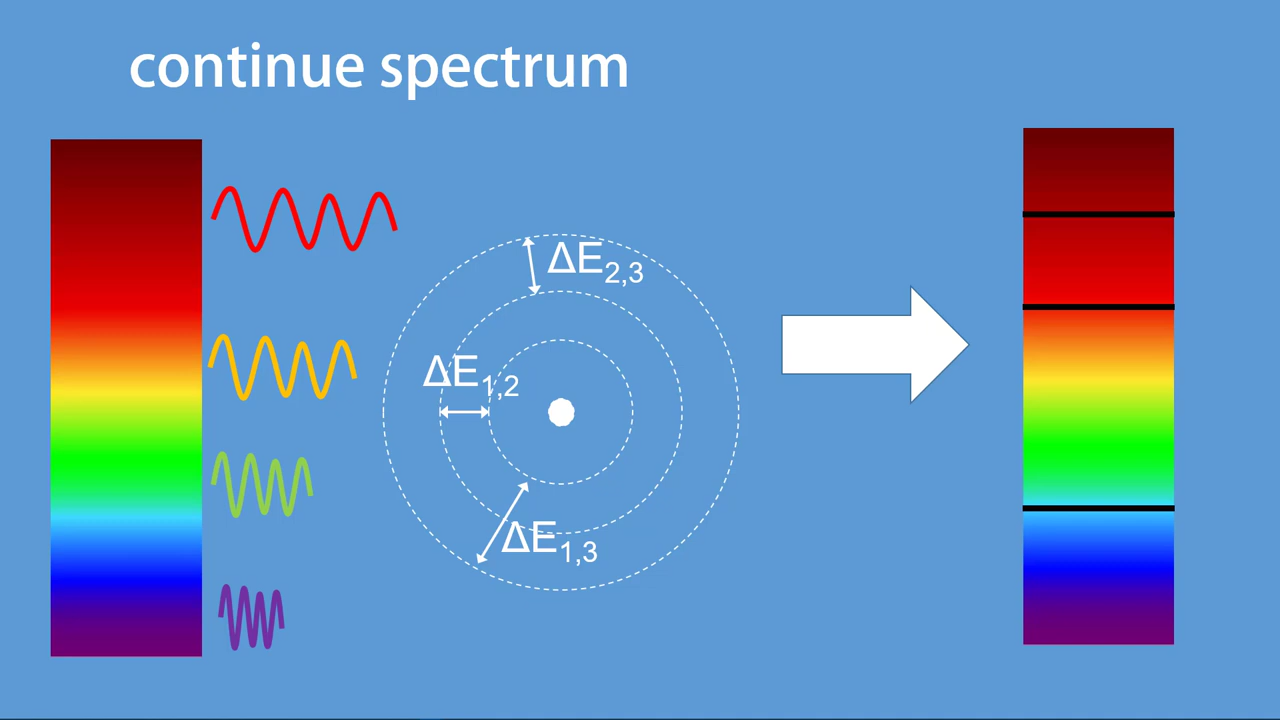 continue spectrum
ΔE2,3
ΔE1,2
ΔE1,3